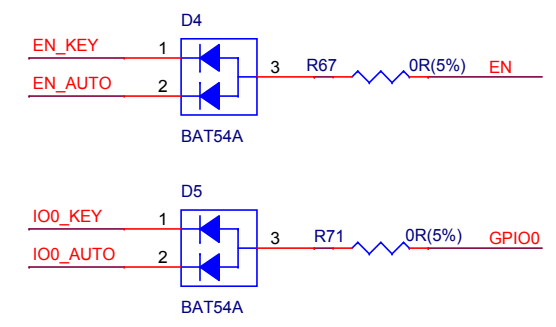 D4
EN_KEY 1
3 R67 0R(5%) EN
EN_AUTO 2
BAT54A
D5
IO0_KEY 1
3 R71 0R(5%) GPIO0
IO0_AUTO 2
BAT54A